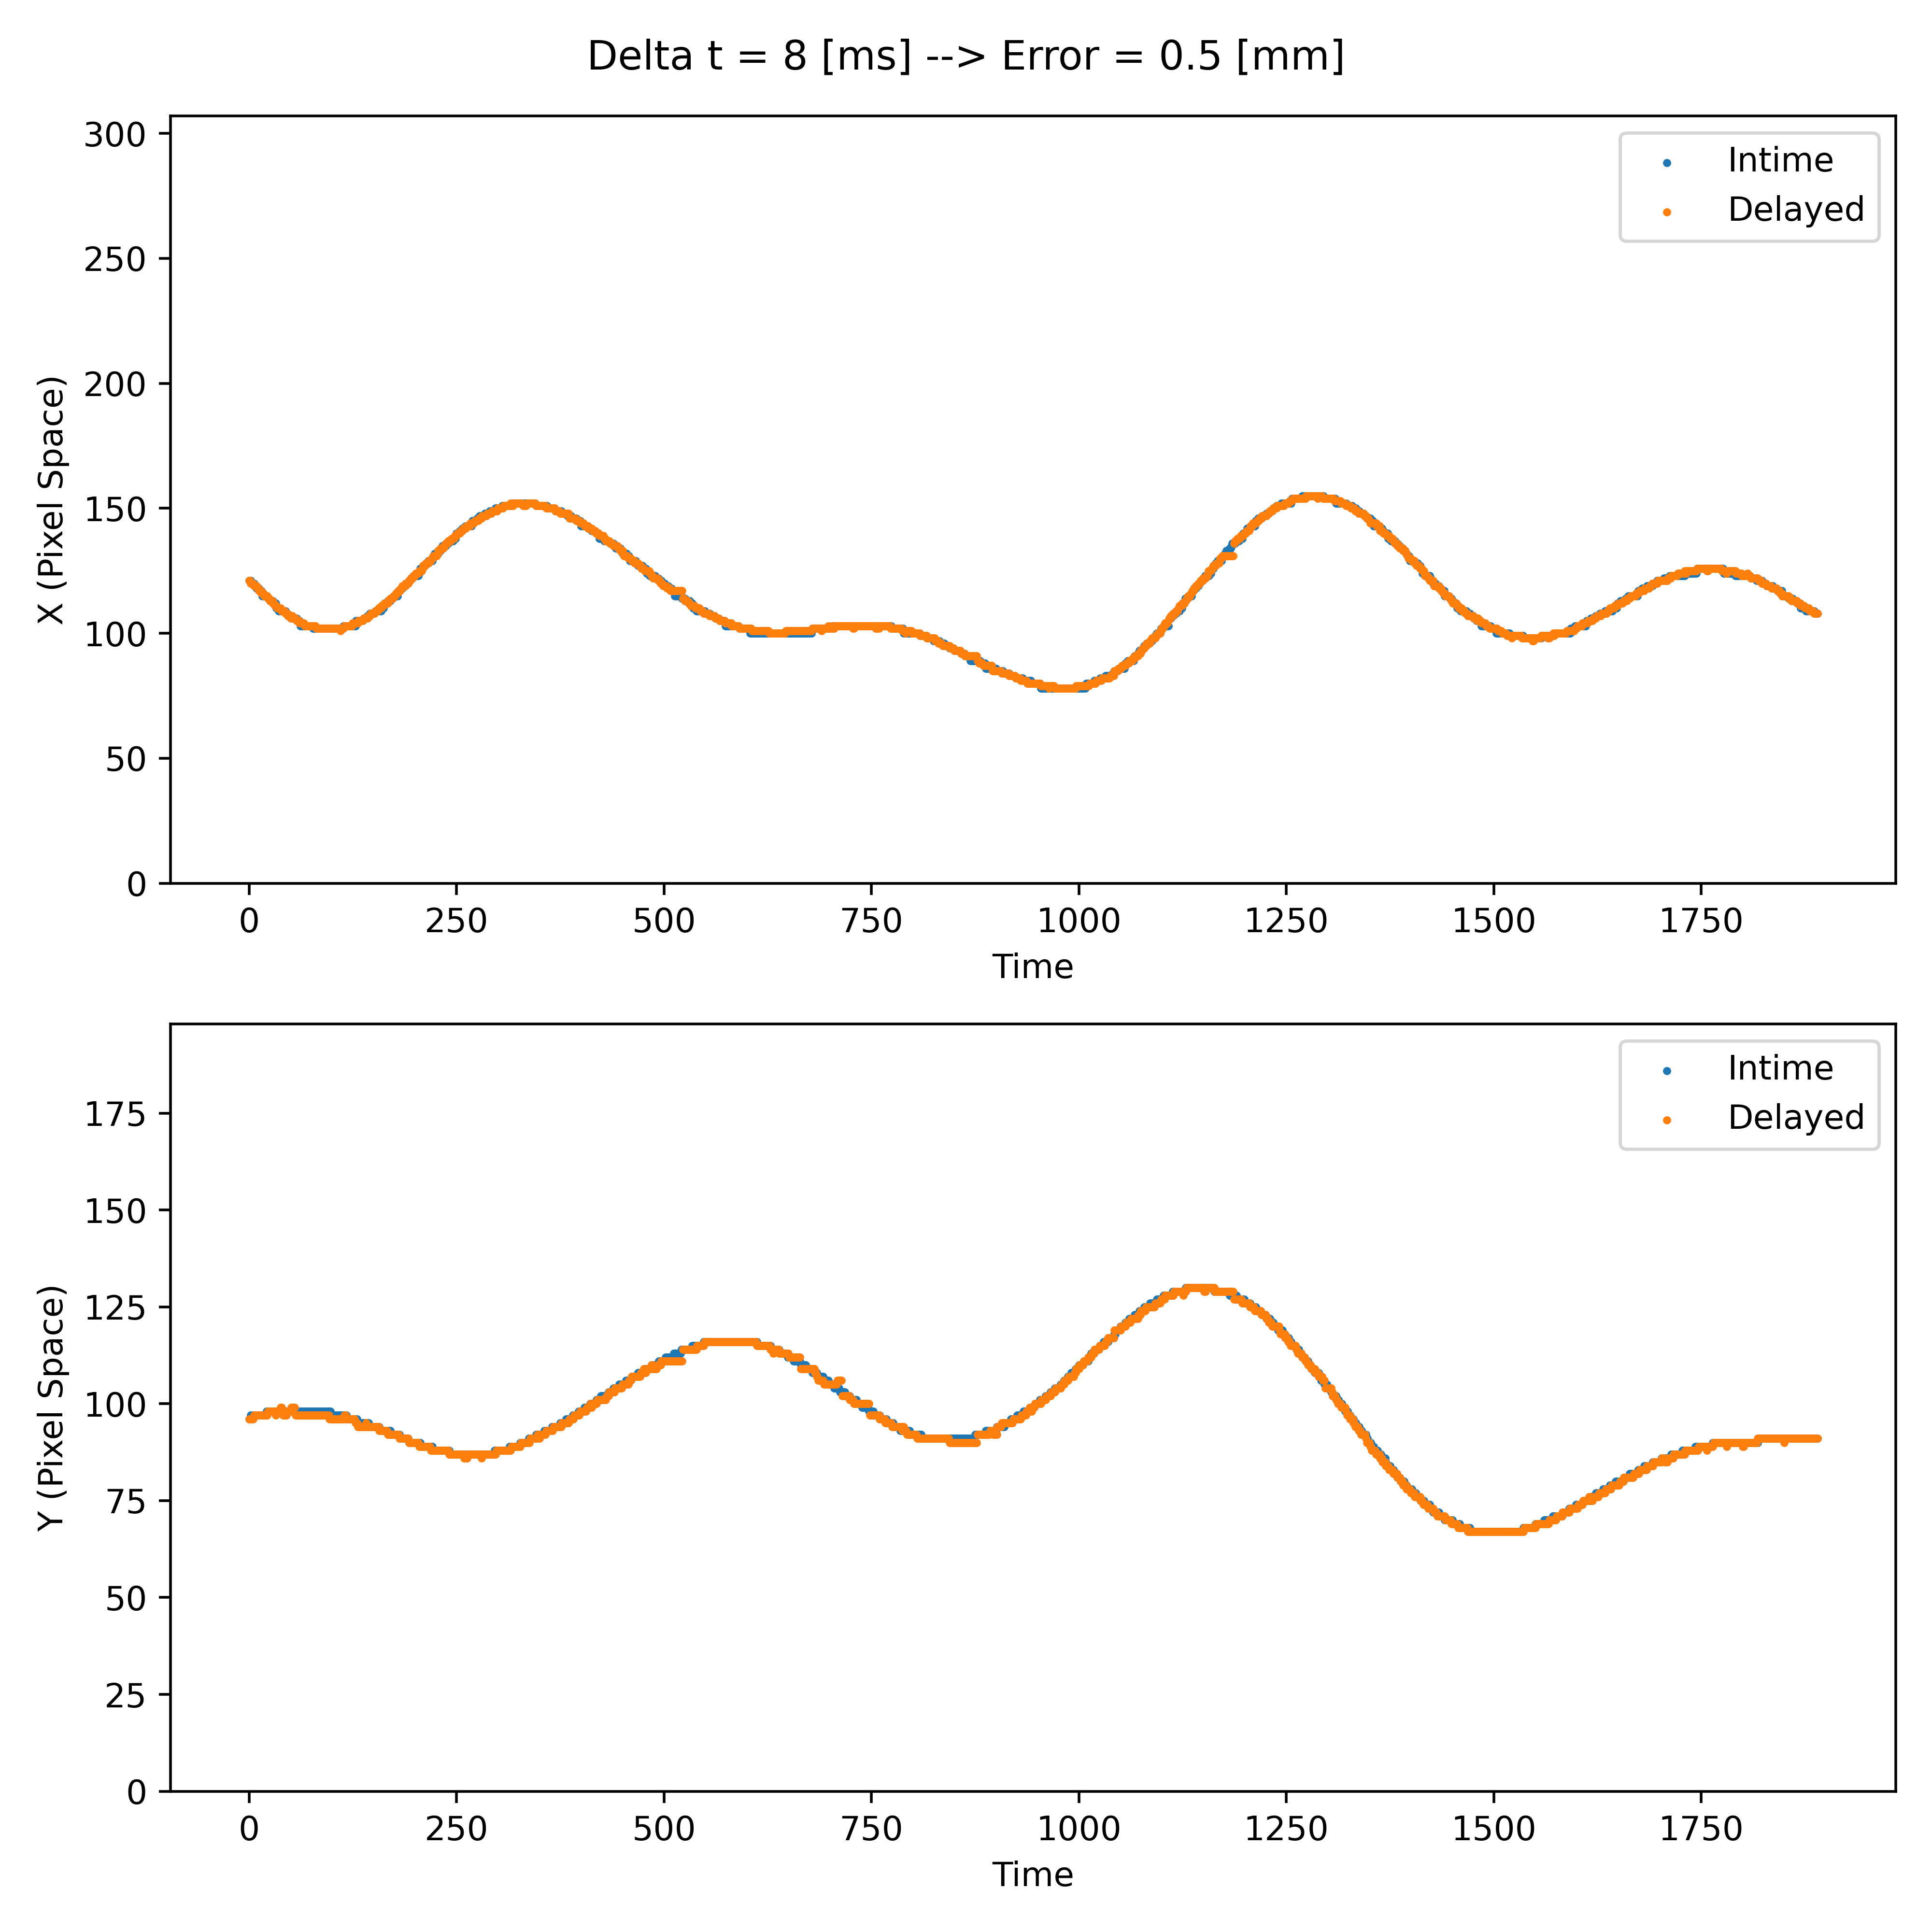 Delta t = 8 [ms] --> Error = 0.5 [mm]
300
250
200
150
100
50
0
X (Pixel Space)
Intime
Delayed
0 250 500 750 1000 1250 1500 1750
Time
175
150
125
100
75
50
25
0
Y (Pixel Space)
Intime
Delayed
0 250 500 750 1000 1250 1500 1750
Time